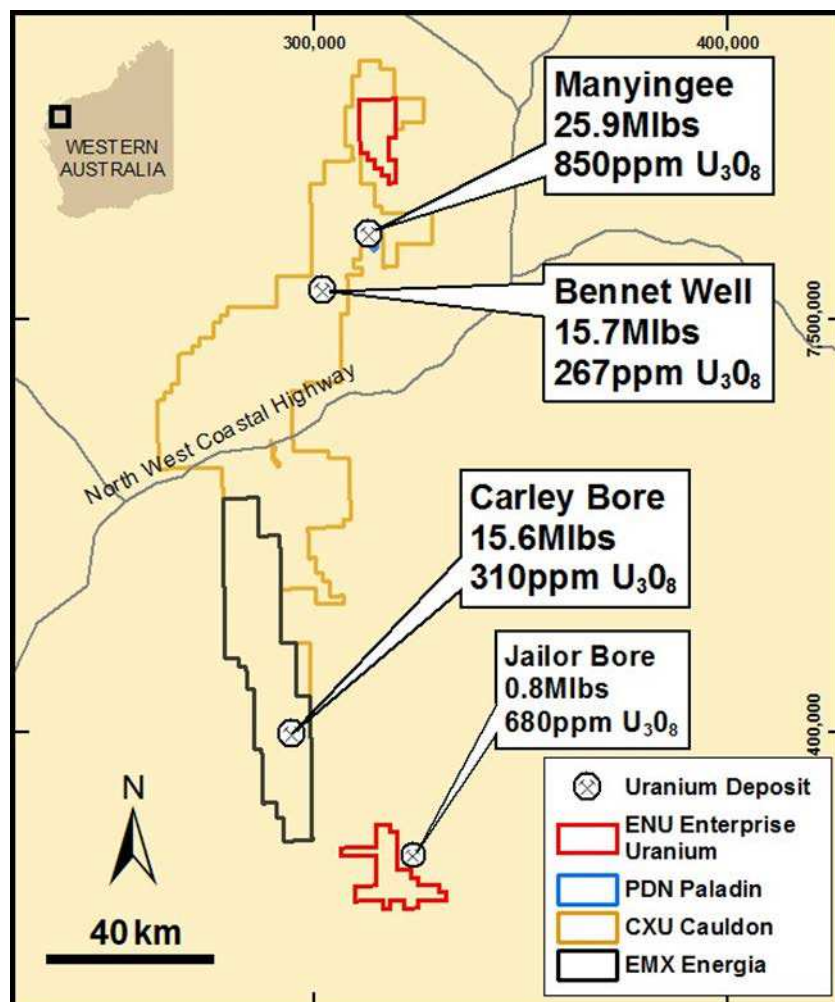 300,000
400,000
WESTERN
AUSTRALIA
Manyingee
25.9Mlbs
850ppm U₃0₈
Bennet Well
15.7Mlbs
267ppm U₃0₈
7,500,000
North West Coastal Highway
Carley Bore
15.6Mlbs
310ppm U₃0₈
Jailor Bore
0.8Mlbs
680ppm U₃0₈
400,000
N
40 km
Uranium Deposit
ENU Enterprise
Uranium
PDN Paladin
CXU Cauldon
EMX Energia